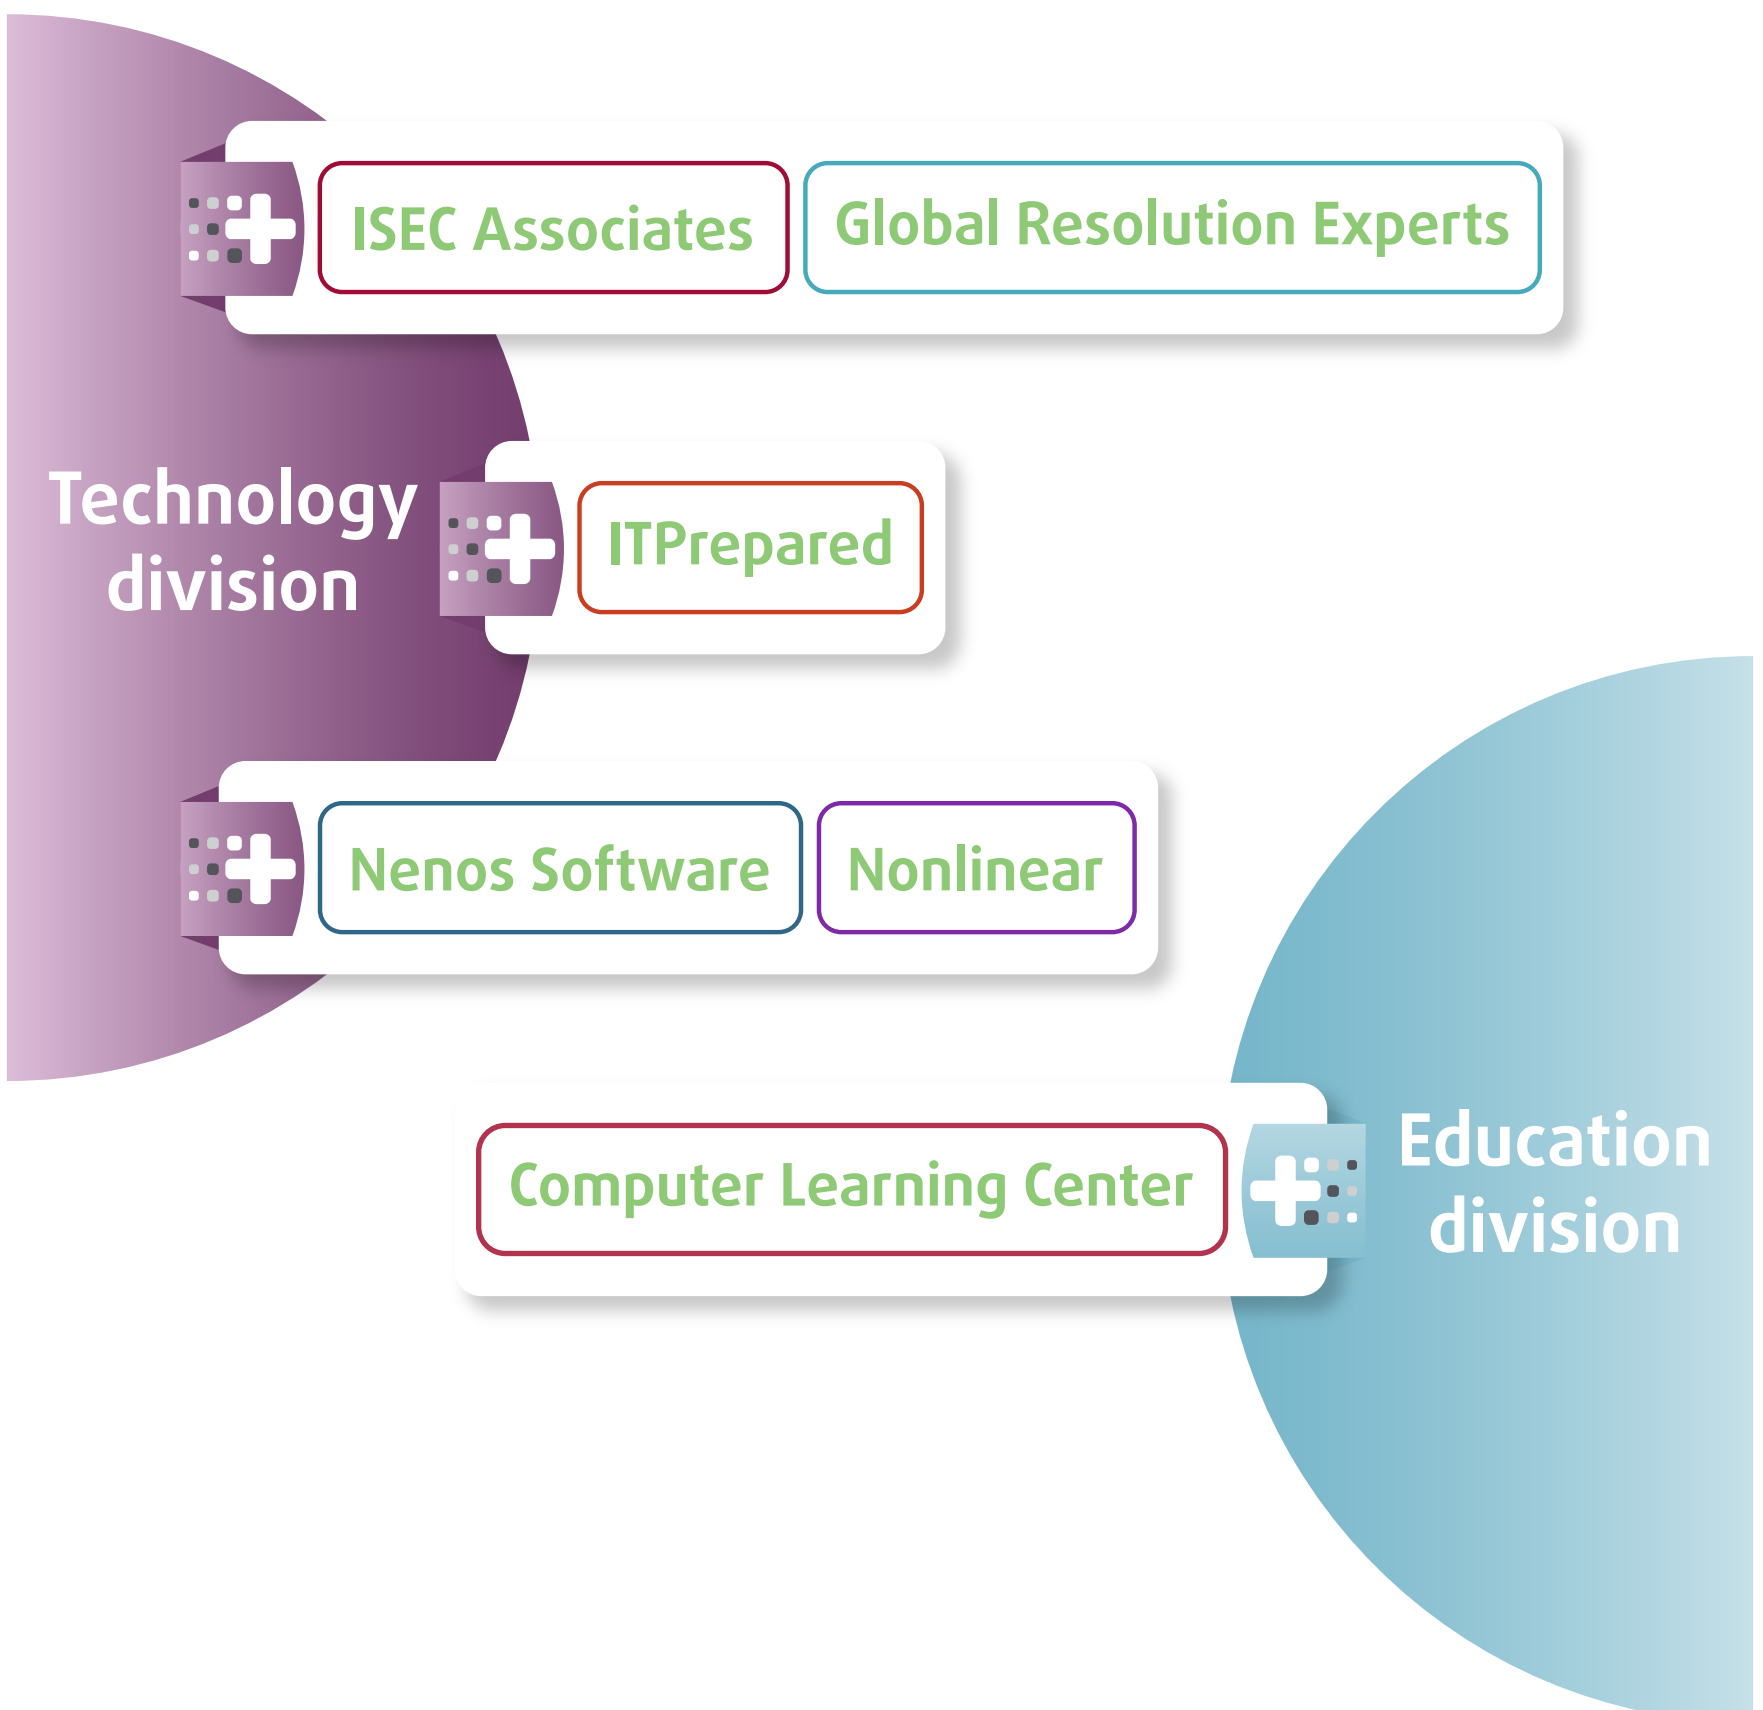 ISEC Associates
Global Resolution Experts
Technology
division
ITPrepared
Nenos Software
Nonlinear
Computer Learning Center
Education
division